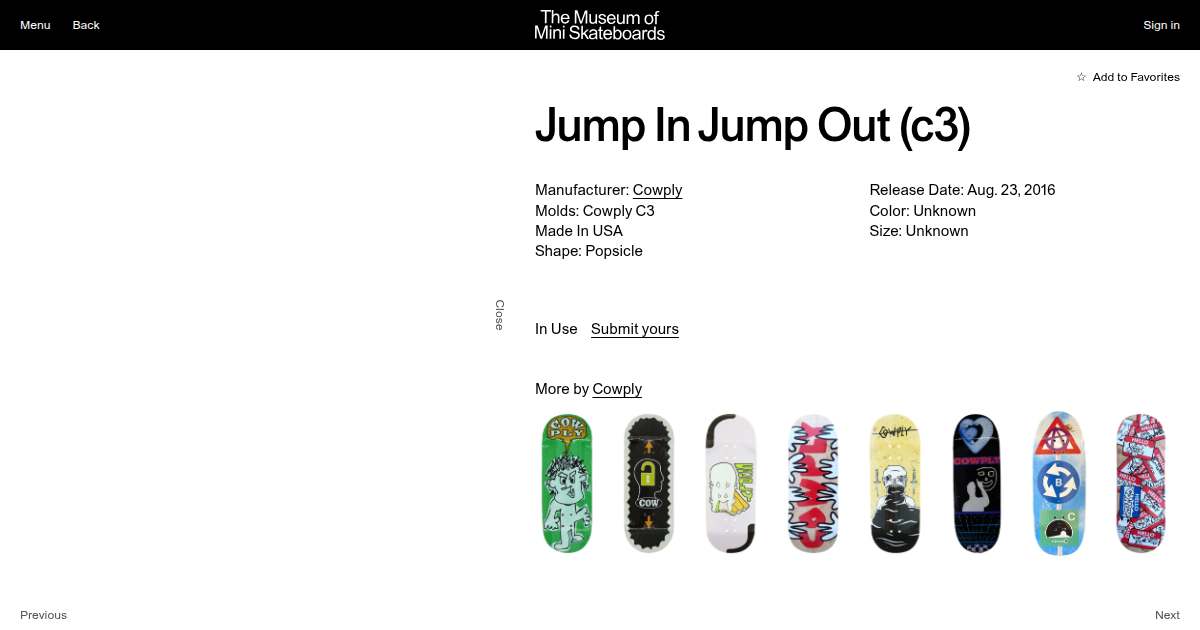 Menu
Back
The Museum of
Mini Skateboards
Sign in
☆ Add to Favorites
Jump In Jump Out (c3)
Manufacturer: Cowply
Molds: Cowply C3
Made In USA
Shape: Popsicle
Release Date: Aug. 23, 2016
Color: Unknown
Size: Unknown
Close
In Use
Submit yours
More by Cowply
COW
PLY
COW
COWPLY
COWPLY
B
C
HELLO
Previous
Next